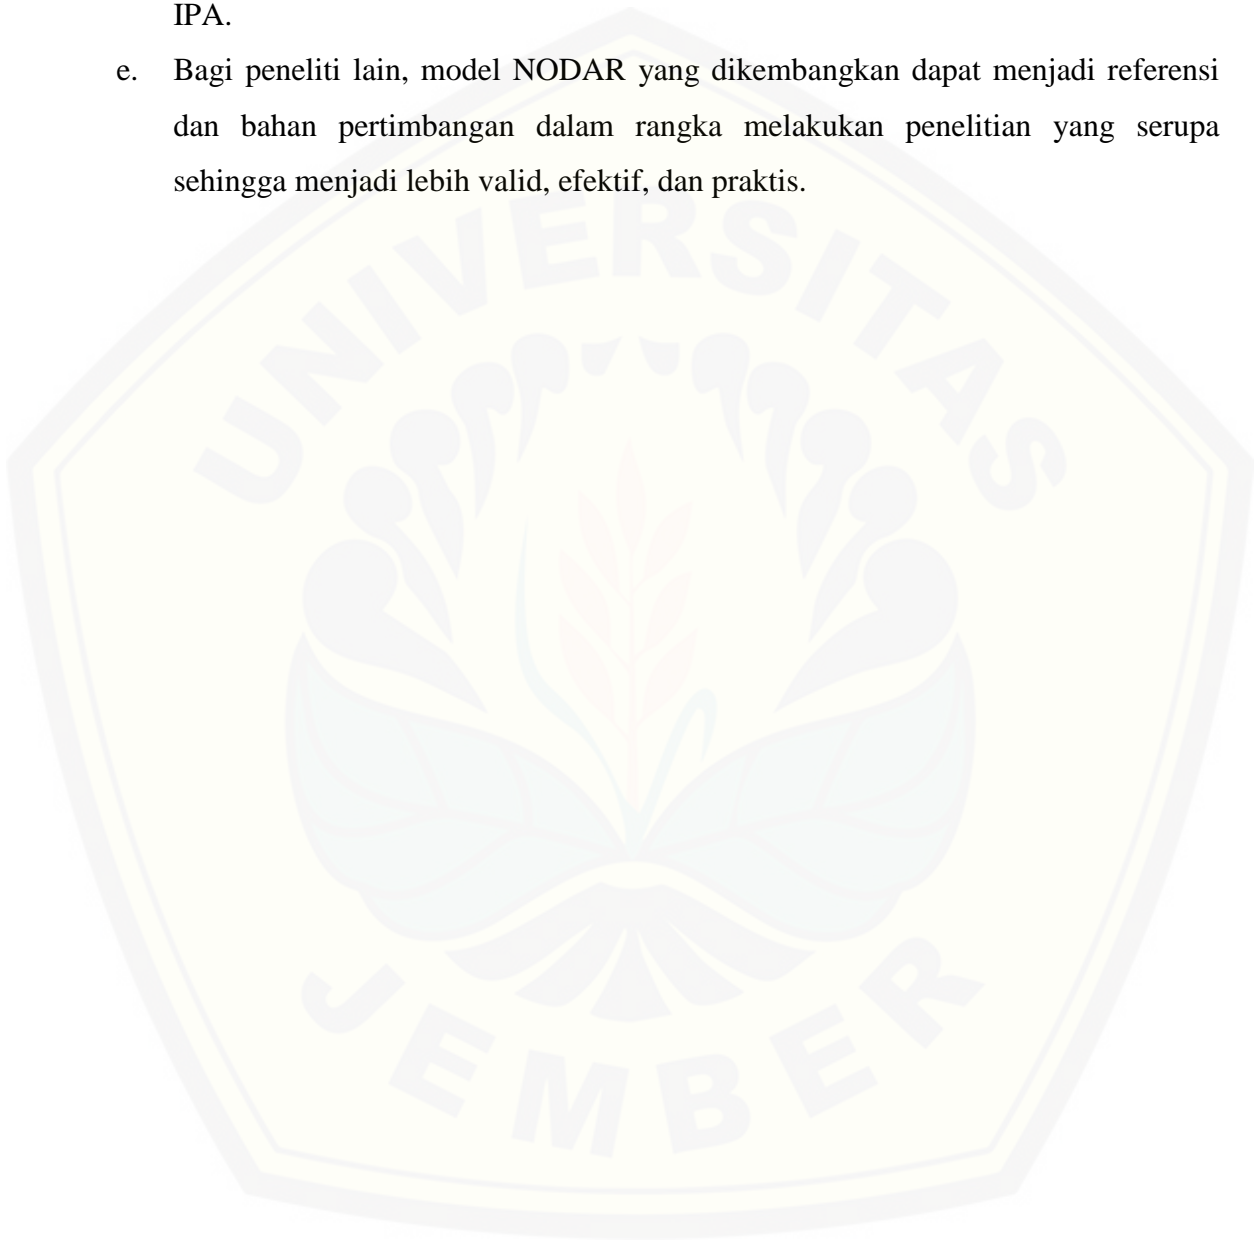 IPA.
e. Bagi peneliti lain, model NODAR yang dikembangkan dapat menjadi referensi
dan bahan pertimbangan dalam rangka melakukan penelitian yang serupa
sehingga menjadi lebih valid, efektif, dan praktis.
UNIVERSITAS
JEMBER